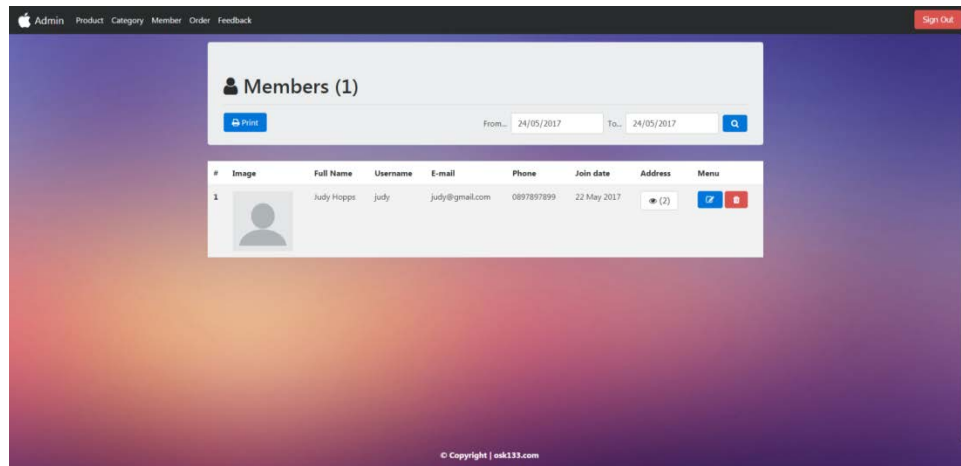 Admin Product Category Member Order Feedback Sign Out
Members (1)
Print From... 24/05/2017 To... 24/05/2017
# Image Full Name Username E-mail Phone Join date Address Menu
1 Judy Hopps judy judy@gmail.com 0897897899 22 May 2017 (2)
© Copyright | osk133.com